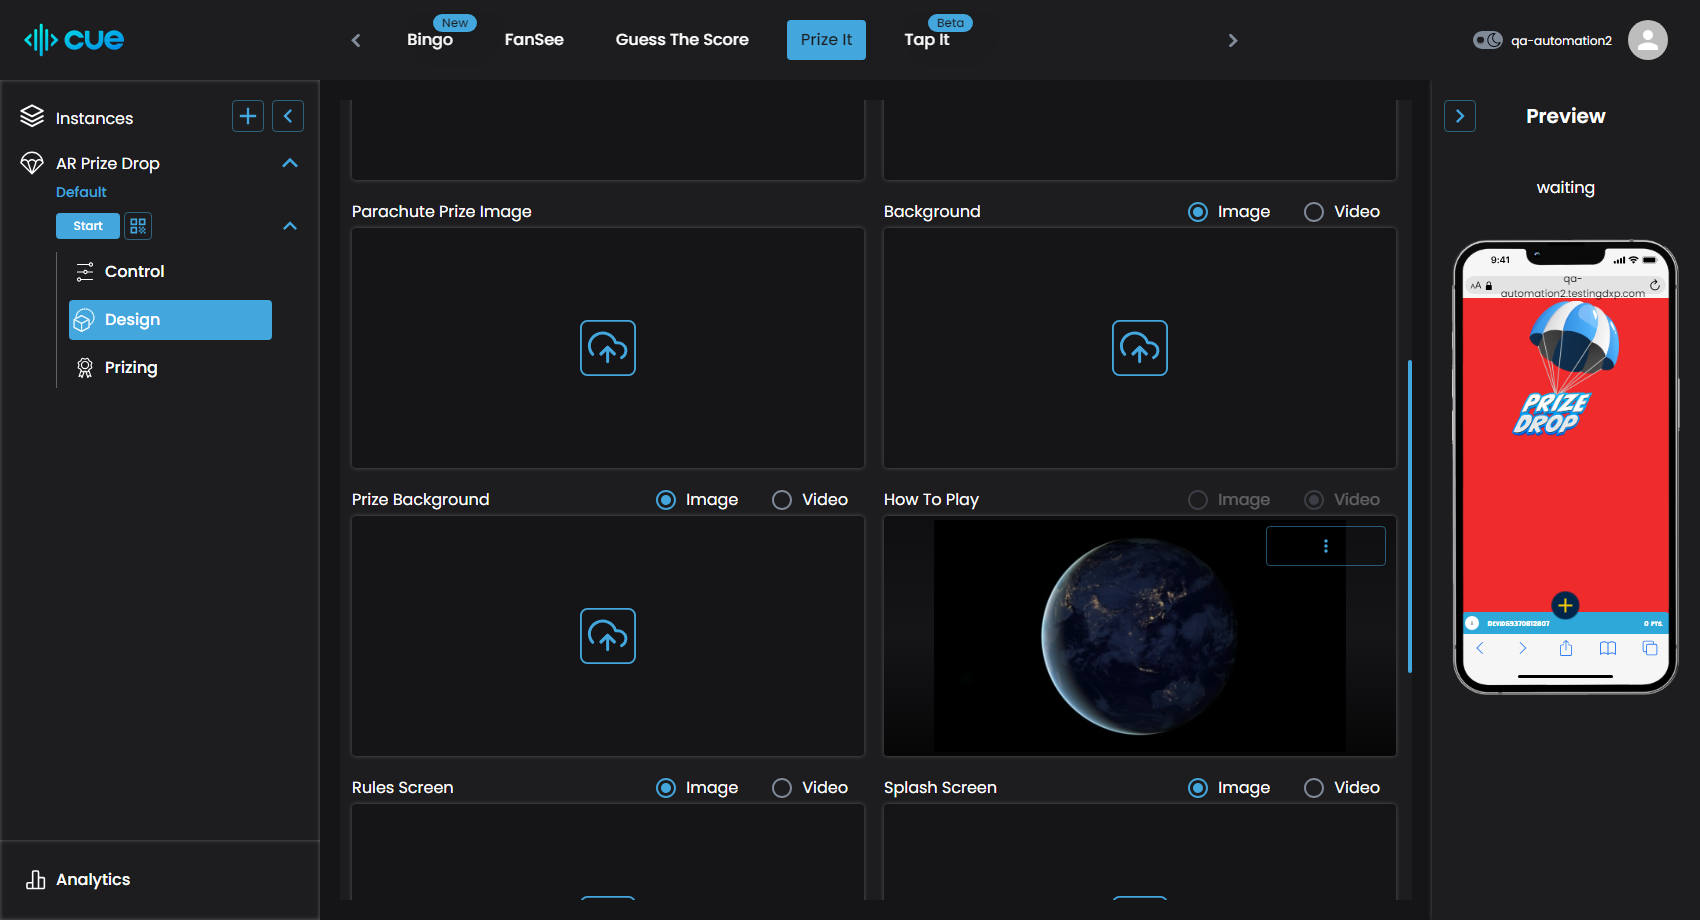 cue
New
Bingo
FanSee
Guess The Score
Prize It
Beta
Tap It
qa-automation2
Instances
AR Prize Drop
Default
Start
Control
Design
Prizing
Analytics
Parachute Prize Image
Background
Image
Video
Prize Background
Image
Video
How To Play
Image
Video
Rules Screen
Image
Video
Splash Screen
Image
Video
Preview
waiting
9:41
AA
qa-
automation2.testingdxp.com
PRIZE
DROP
0 PTS.